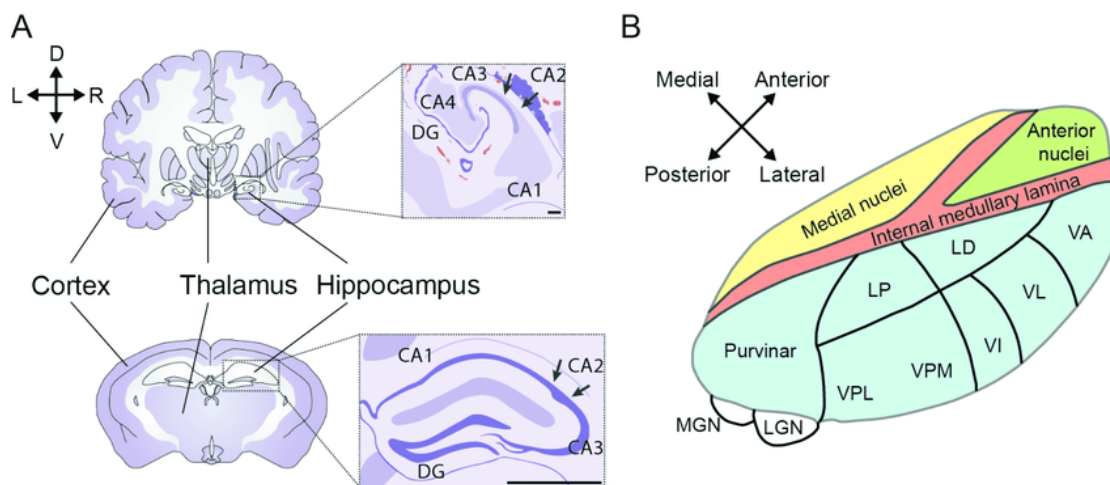 A
D
L
R
V
CA3
CA2
CA4
DG
CA1
Cortex
Thalamus
Hippocampus
CA1
CA2
CA3
DG
B
Medial
Anterior
Posterior
Lateral
Anterior
nuclei
Medial nuclei
Internal medullary lamina
LD
VA
LP
VL
Purvinar
VI
VPM
VPL
MGN
LGN